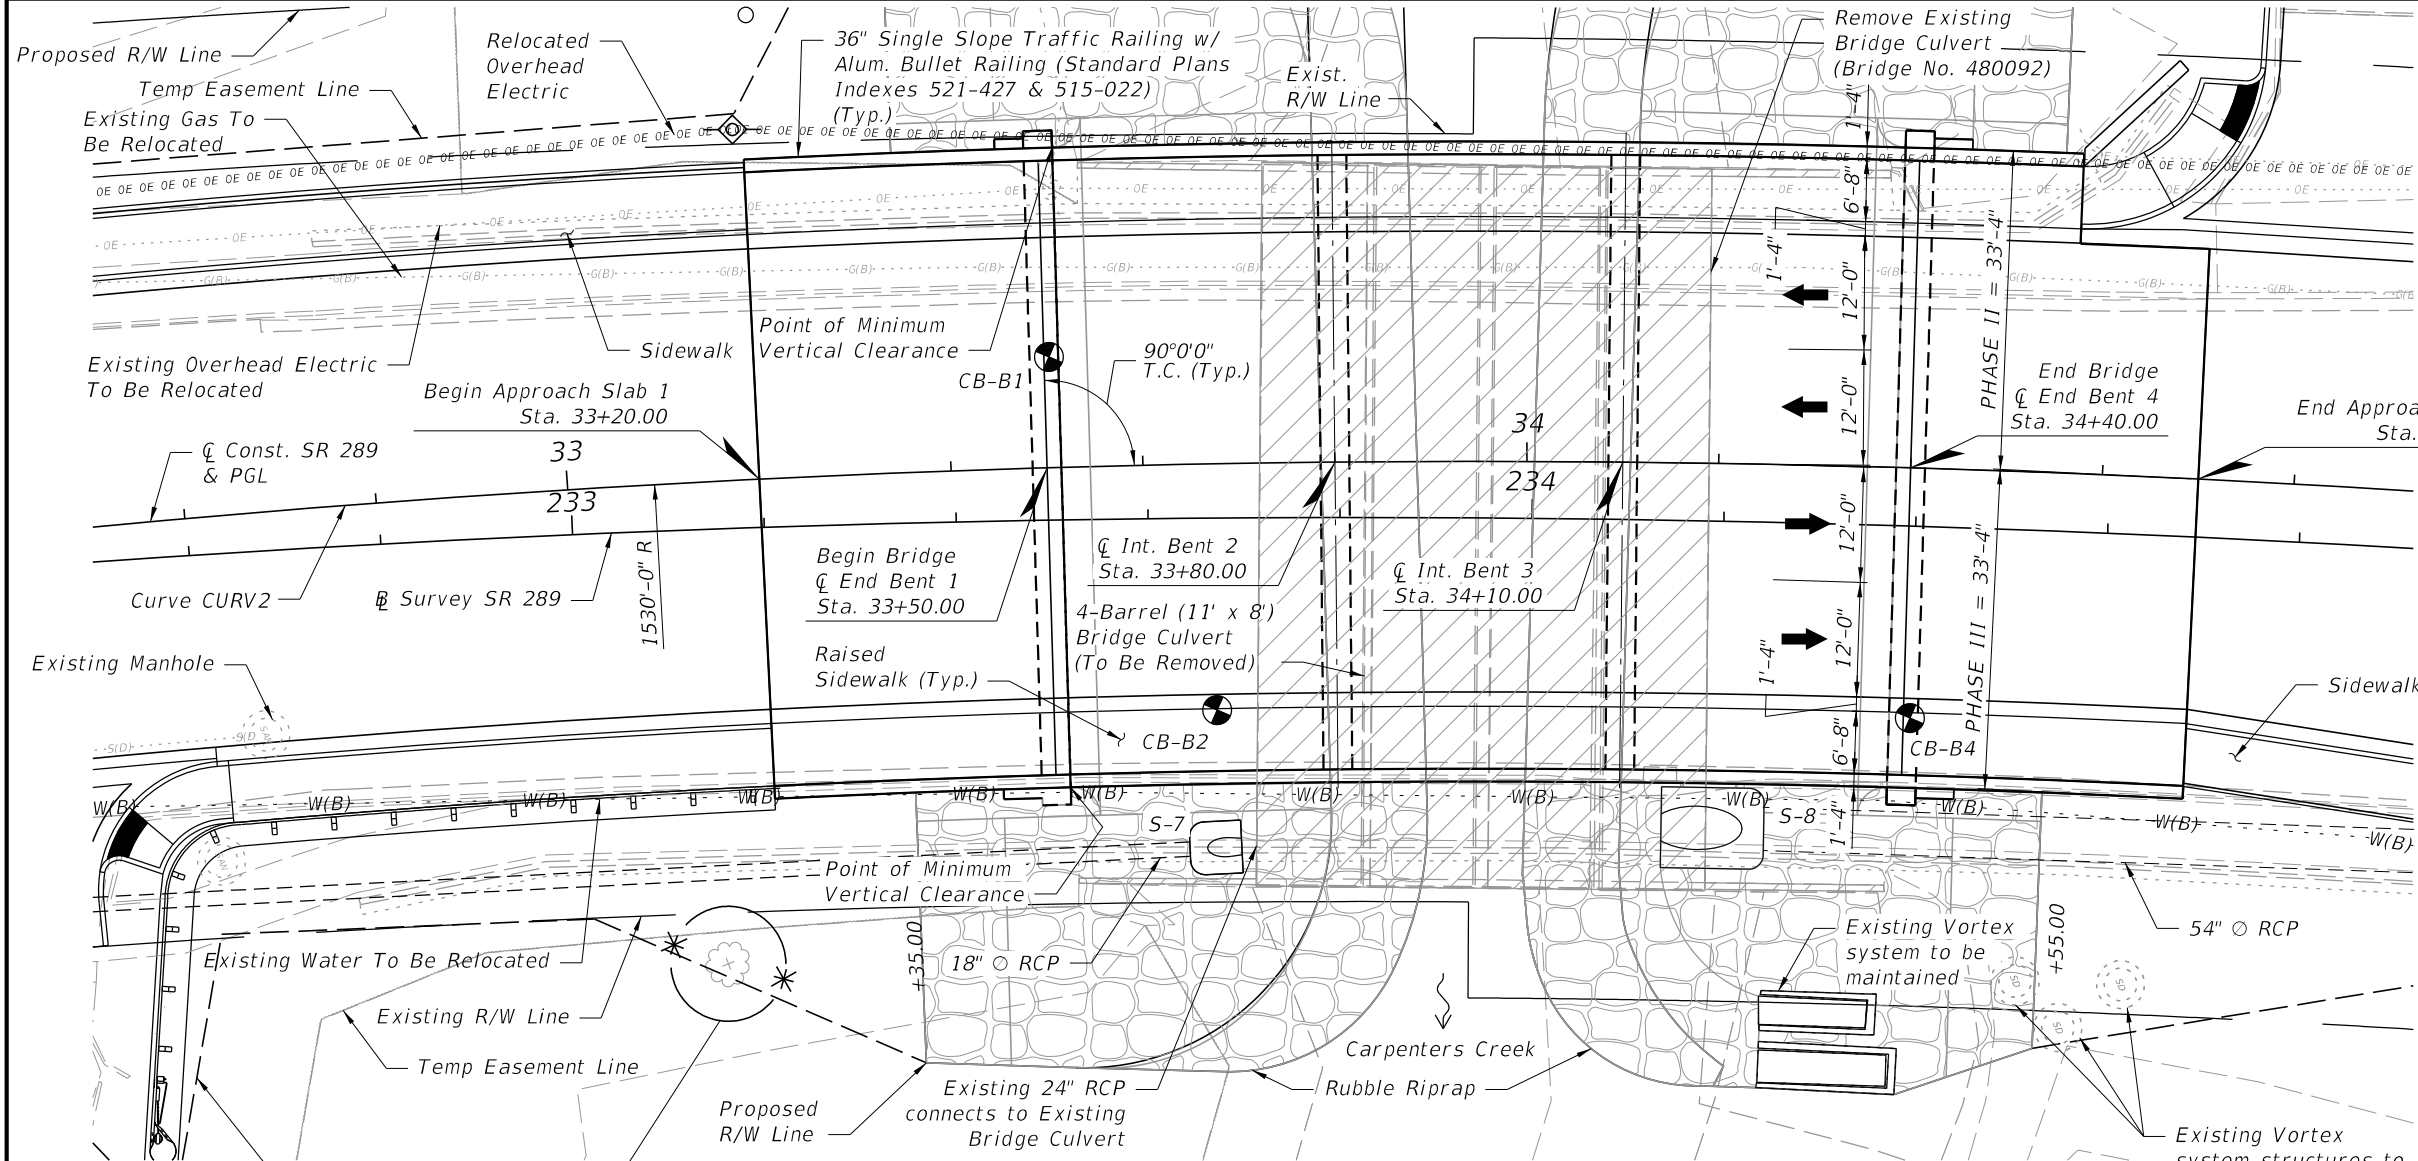 Proposed R/W Line
Temp Easement Line
Existing Gas To
Be Relocated
Relocated
Overhead
Electric
36" Single Slope Traffic Railing w/
Alum. Bullet Railing (Standard Plans
Indexes 521-427 & 515-022)
(Typ.)
Exist.
R/W Line
Remove Existing
Bridge Culvert
(Bridge No. 480092)
1'-4"
6'-8"
1'-4"
12'-0"
12'-0"
12'-0"
12'-0"
1'-4"
6'-8"
1'-4"
PHASE II = 33'-4"
PHASE III = 33'-4"
Existing Overhead Electric
To Be Relocated
Sidewalk
Point of Minimum
Vertical Clearance
CB-B1
90°0'0"
T.C. (Typ.)
Begin Approach Slab 1
Sta. 33+20.00
℄ Const. SR 289
& PGL
33
233
34
234
End Bridge
℄ End Bent 4
Sta. 34+40.00
End Approa
Sta.
Curve CURV2
B Survey SR 289
1530'-0" R
Begin Bridge
℄ End Bent 1
Sta. 33+50.00
℄ Int. Bent 2
Sta. 33+80.00
℄ Int. Bent 3
Sta. 34+10.00
4-Barrel (11' x 8')
Bridge Culvert
(To Be Removed)
Existing Manhole
Raised
Sidewalk (Typ.)
CB-B2
CB-B4
Sidewalk
S-7
S-8
W(B) W(B) W(B) W(B) W(B) W(B) W(B) W(B) W(B) W(B) W(B)
Point of Minimum
Vertical Clearance
Existing Water To Be Relocated
+35.00
18" ∅ RCP
Existing Vortex
system to be
maintained
+55.00
54" ∅ RCP
Existing R/W Line
Temp Easement Line
Carpenters Creek
Rubble Riprap
Proposed
R/W Line
Existing 24" RCP
connects to Existing
Bridge Culvert
Existing Vortex
system structures to